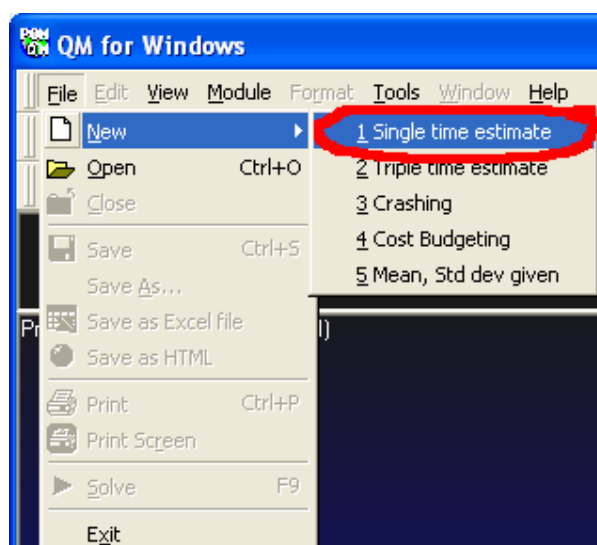 POM
QM
QM for Windows
File Edit View Module Format Tools Window Help
New
1 Single time estimate
Open Ctrl+O
2 Triple time estimate
Close
3 Crashing
Save Ctrl+S
4 Cost Budgeting
Save As...
5 Mean, Std dev given
Save as Excel file
Save as HTML
Print Ctrl+P
Print Screen
Solve F9
Exit